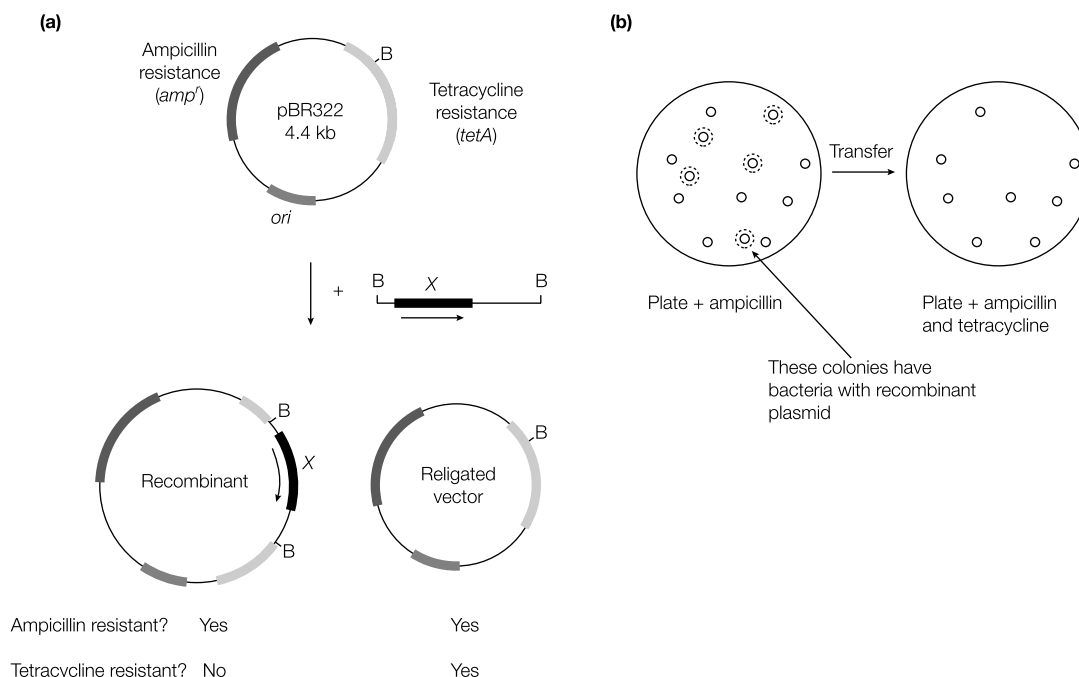 (a)
Ampicillin
resistance
(ampʳ)
B
pBR322
4.4 kb
Tetracycline
resistance
(tetA)
ori
+
B
X
B
B
X
Recombinant
B
B
Religated
vector
Ampicillin resistant? Yes Yes
Tetracycline resistant? No Yes
(b)
Transfer
Plate + ampicillin
Plate + ampicillin
and tetracycline
These colonies have
bacteria with recombinant
plasmid